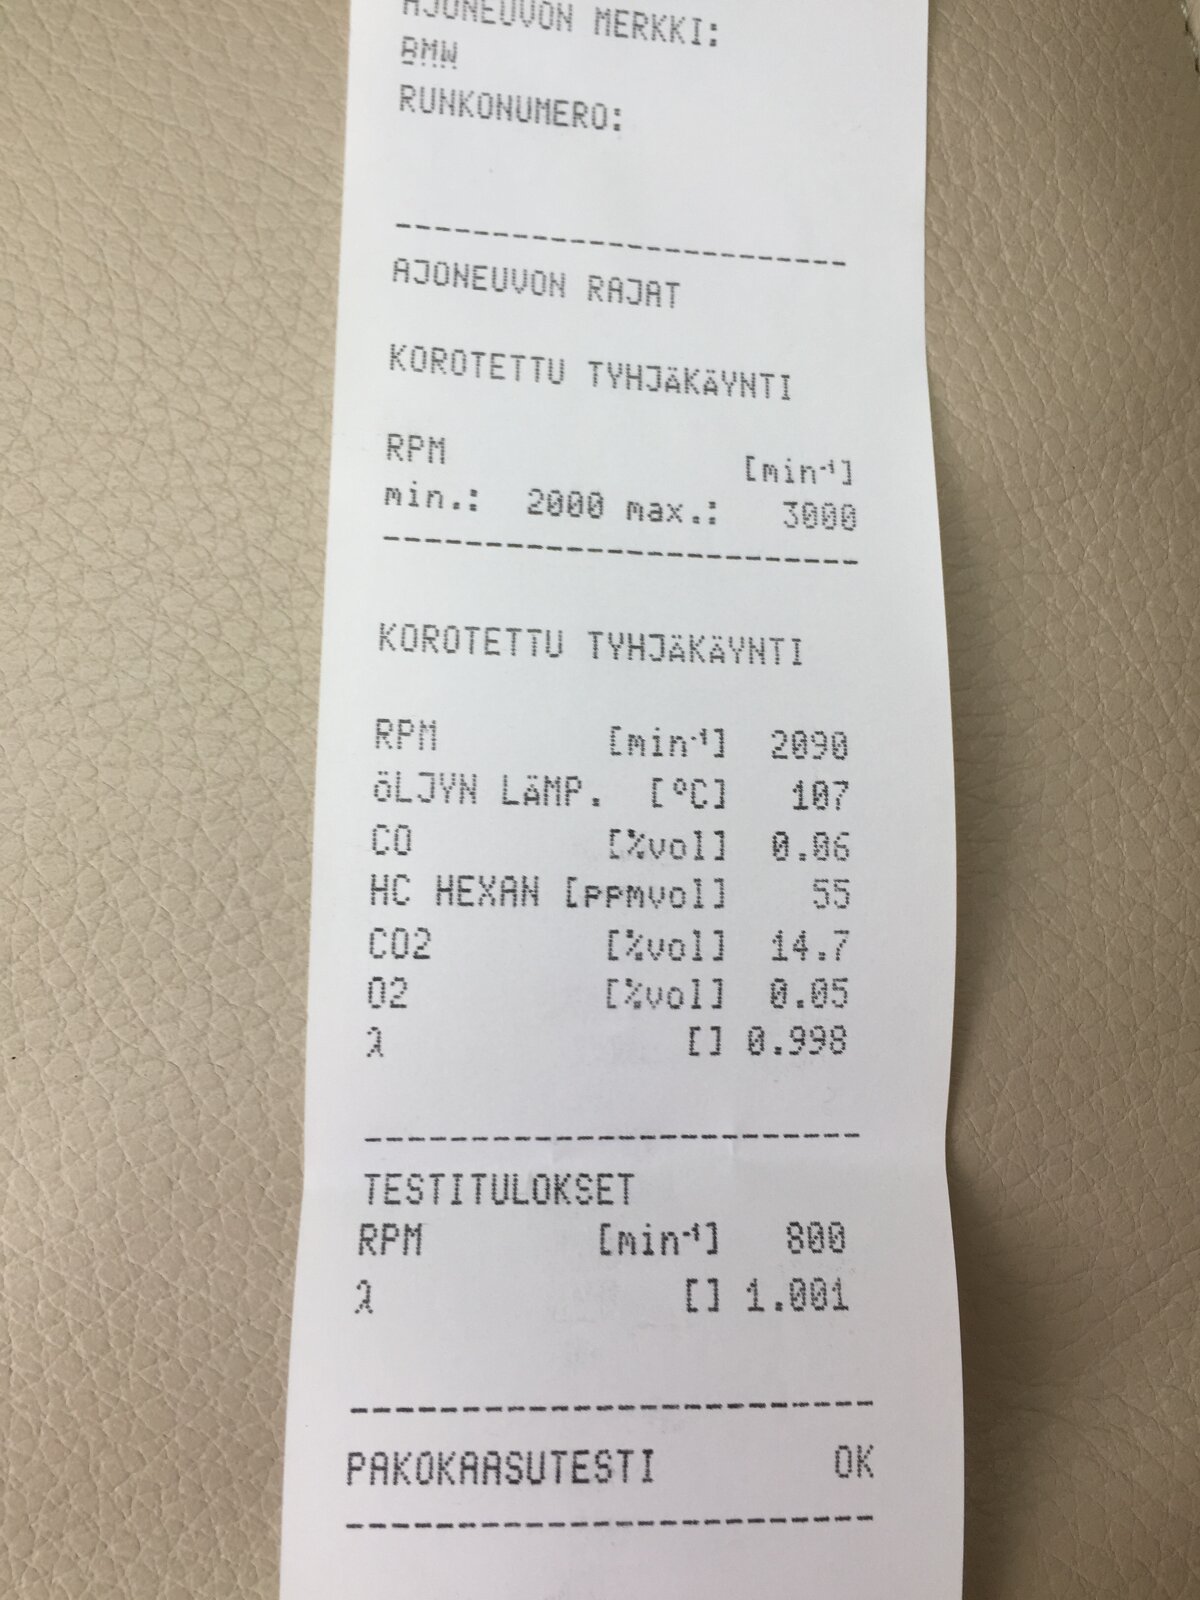 AJONEUVON MERKKI:
BMW
RUNKONUMERO:
-----------------------
AJONEUVON RAJAT
KOROTETTU TYHJÄKÄYNTI
RPM [min⁻¹]
min.: 2000 max.: 3000
-----------------------
KOROTETTU TYHJÄKÄYNTI
RPM [min⁻¹] 2090
ÖLJYN LÄMP. [°C] 107
CO [%vol] 0.06
HC HEXAN [ppmvol] 55
CO2 [%vol] 14.7
O2 [%vol] 0.05
λ [] 0.998
-----------------------
TESTITULOKSET
RPM [min⁻¹] 800
λ [] 1.001
-----------------------
PAKOKAASUTESTI OK
-----------------------